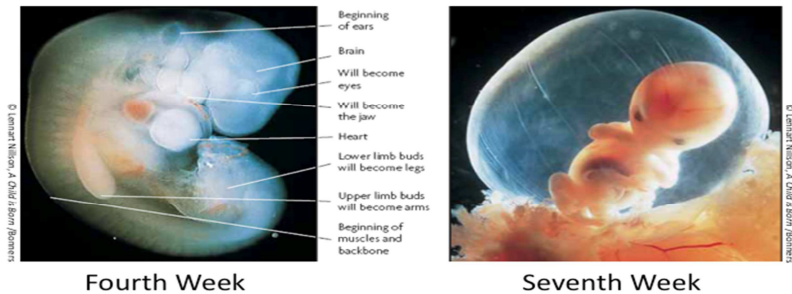 © Lennart Nilson, A Child is Born /Bonniers
Beginning
of ears
Brain
Will become
eyes
Will become
the jaw
Heart
Lower limb buds
will become legs
Upper limb buds
will become arms
Beginning of
muscles and
backbone
Fourth Week
© Lennart Nilson, A Child is Born /Bonniers
Seventh Week